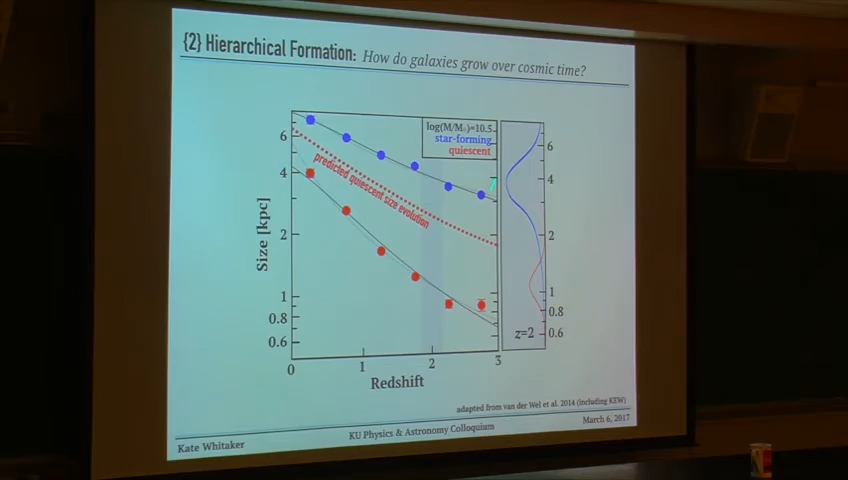 {2} Hierarchical Formation: How do galaxies grow over cosmic time?
log(M/M☉)=10.5
star-forming
quiescent
predicted quiescent size evolution
Size [kpc]
6
4
2
1
0.8
0.6
0
1
2
3
Redshift
6
4
2
1
0.8
0.6
z=2
adapted from van der Wel et al. 2014 (including KEW)
Kate Whitaker
KU Physics & Astronomy Colloquium
March 6, 2017